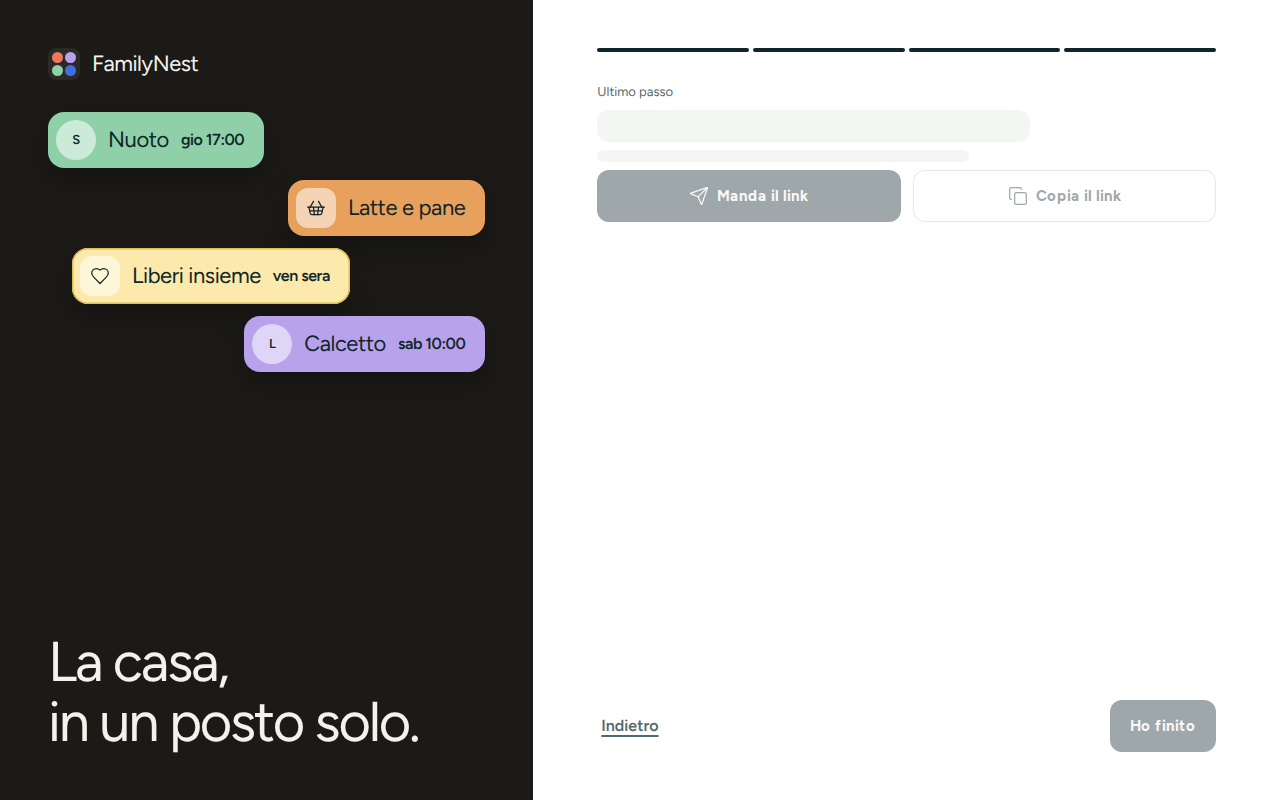 FamilyNest
S Nuoto gio 17:00
Latte e pane
Liberi insieme ven sera
L Calcetto sab 10:00
La casa,
in un posto solo.
Ultimo passo
Manda il link
Copia il link
Indietro
Ho finito